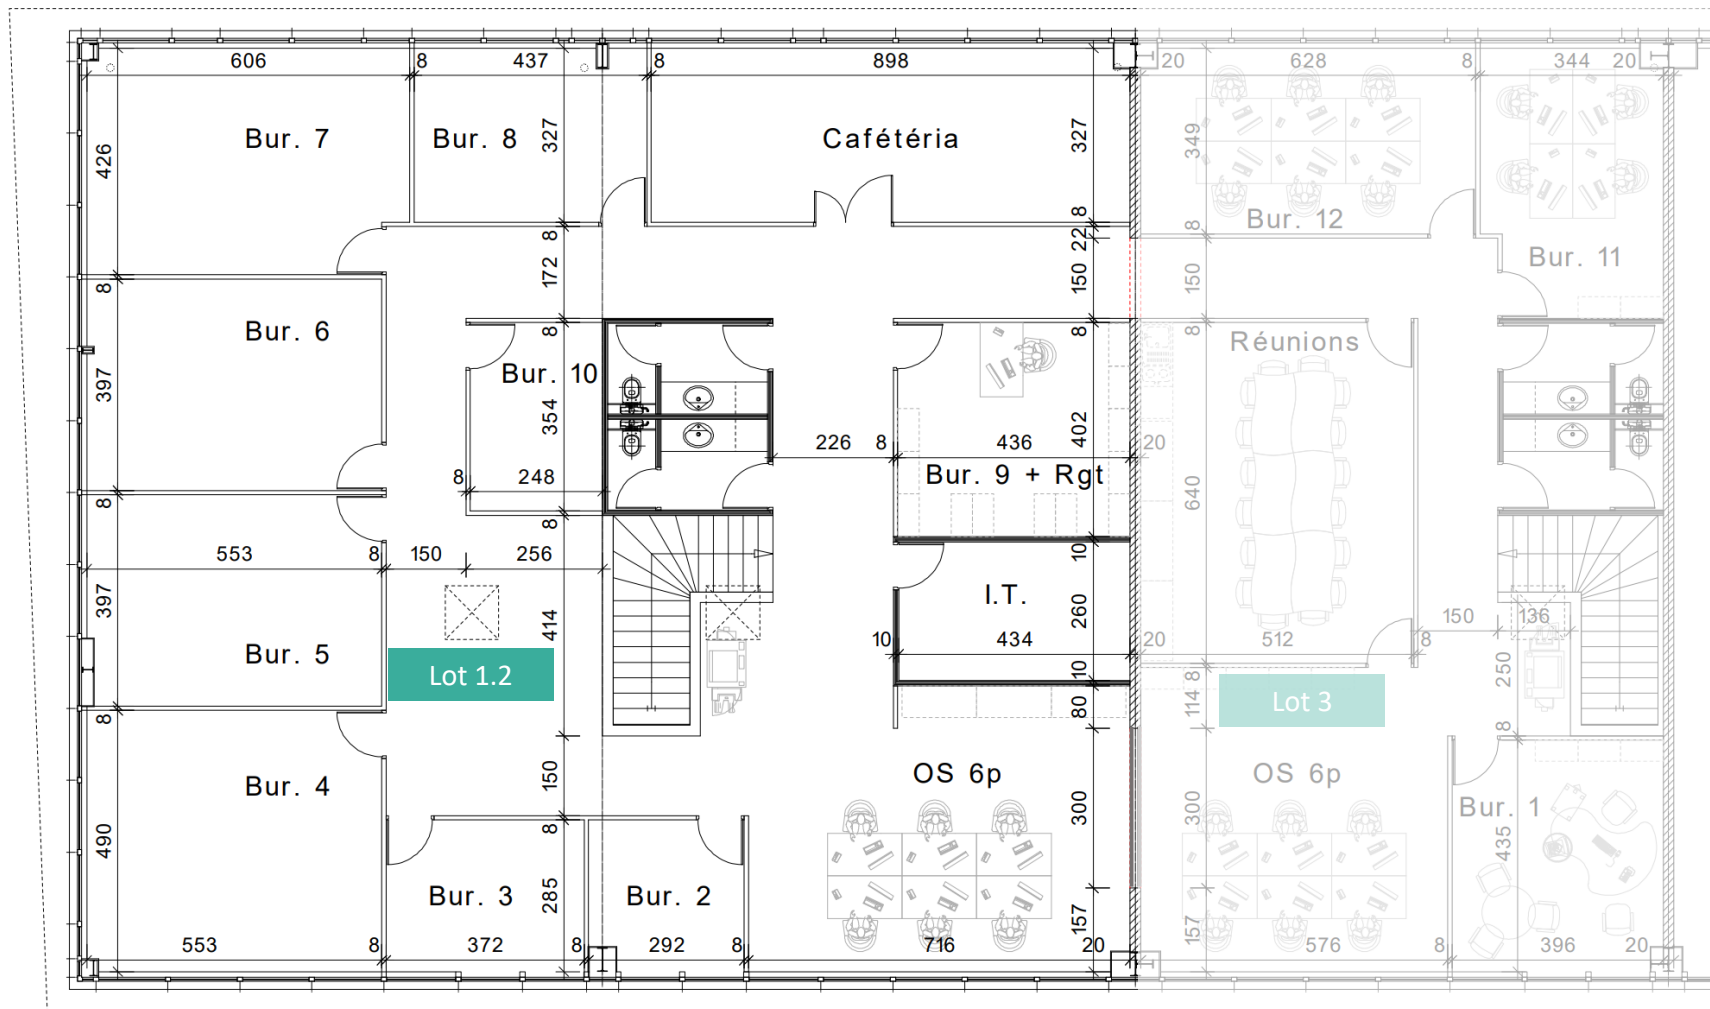 606 8 437 8 898 20 628 8 344 20
Bur. 7 Bur. 8 327 Cafétéria 327 349
426
Bur. 12
8 8 8
172 22 150 150 Bur. 11
8
Bur. 6 8 8 8 Réunions
397 Bur. 10 354 402
226 8 436 20
8 248 Bur. 9 + Rgt 640
8 8
553 8 150 256 10
397 I.T. 260
414 150 136
10 434 20 512 8
Bur. 5 250
Lot 1.2 10 8 Lot 3
8 80 114 8
Bur. 4 150 OS 6p OS 6p Bur. 1
490 8 300 300 435
Bur. 3 285 Bur. 2 157 157
553 8 372 8 292 8 716 20 576 8 396 20